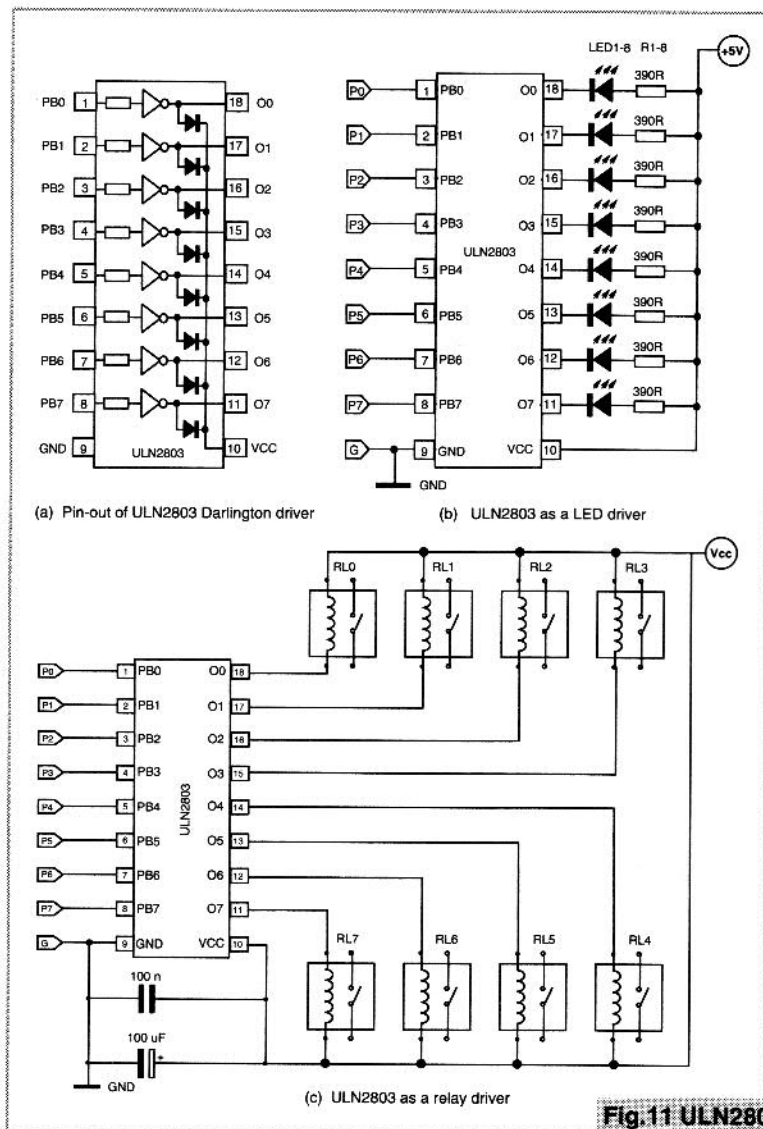 PB0 1 18 O0
PB1 2 17 O1
PB2 3 16 O2
PB3 4 15 O3
PB4 5 14 O4
PB5 6 13 O5
PB6 7 12 O6
PB7 8 11 O7
GND 9 10 VCC
ULN2803
(a) Pin-out of ULN2803 Darlington driver
LED1-8 R1-8
+5V
P0 1 PB0 O0 18 390R
P1 2 PB1 O1 17 390R
P2 3 PB2 O2 16 390R
P3 4 PB3 O3 15 390R
ULN2803
P4 5 PB4 O4 14 390R
P5 6 PB5 O5 13 390R
P6 7 PB6 O6 12 390R
P7 8 PB7 O7 11 390R
G 9 GND VCC 10
GND
(b) ULN2803 as a LED driver
Vcc
RL0 RL1 RL2 RL3
P0 1 PB0 O0 18
P1 2 PB1 O1 17
P2 3 PB2 O2 16
P3 4 PB3 O3 15
P4 5 PB4 O4 14
ULN2803
P5 6 PB5 O5 13
P6 7 PB6 O6 12
P7 8 PB7 O7 11
G 9 GND VCC 10
RL7 RL6 RL5 RL4
100 n
100 uF
+
GND
(c) ULN2803 as a relay driver
Fig.11 ULN280